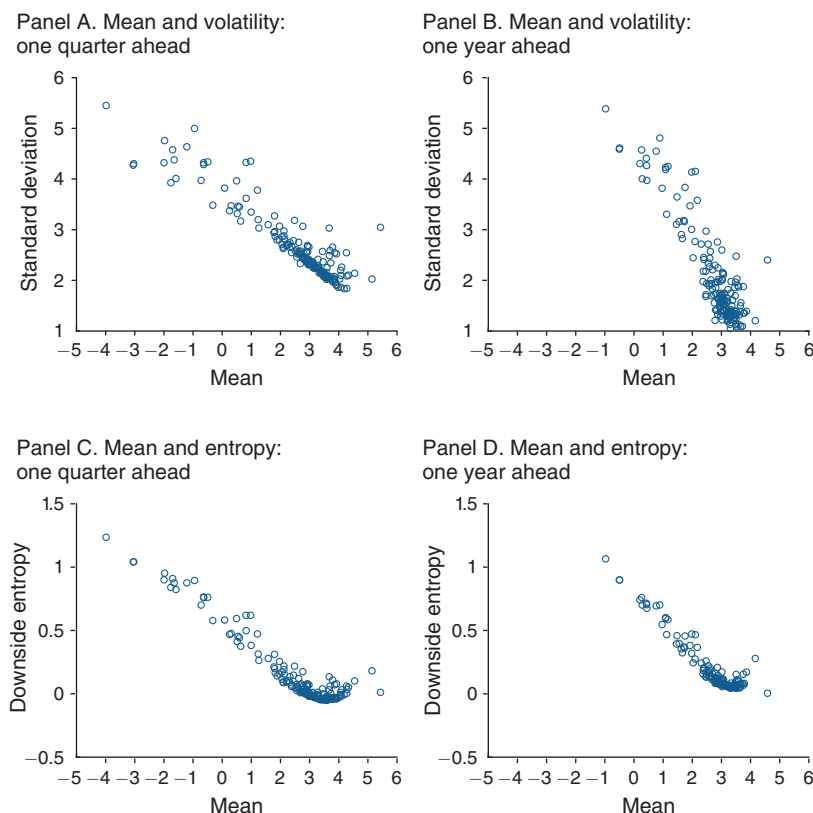 Panel A. Mean and volatility:
one quarter ahead
6
5
4
3
2
1
Standard deviation
−5 −4 −3 −2 −1 0 1 2 3 4 5 6
Mean
Panel B. Mean and volatility:
one year ahead
6
5
4
3
2
1
Standard deviation
−5 −4 −3 −2 −1 0 1 2 3 4 5 6
Mean
Panel C. Mean and entropy:
one quarter ahead
1.5
1
0.5
0
−0.5
Downside entropy
−5 −4 −3 −2 −1 0 1 2 3 4 5 6
Mean
Panel D. Mean and entropy:
one year ahead
1.5
1
0.5
0
−0.5
Downside entropy
−5 −4 −3 −2 −1 0 1 2 3 4 5 6
Mean